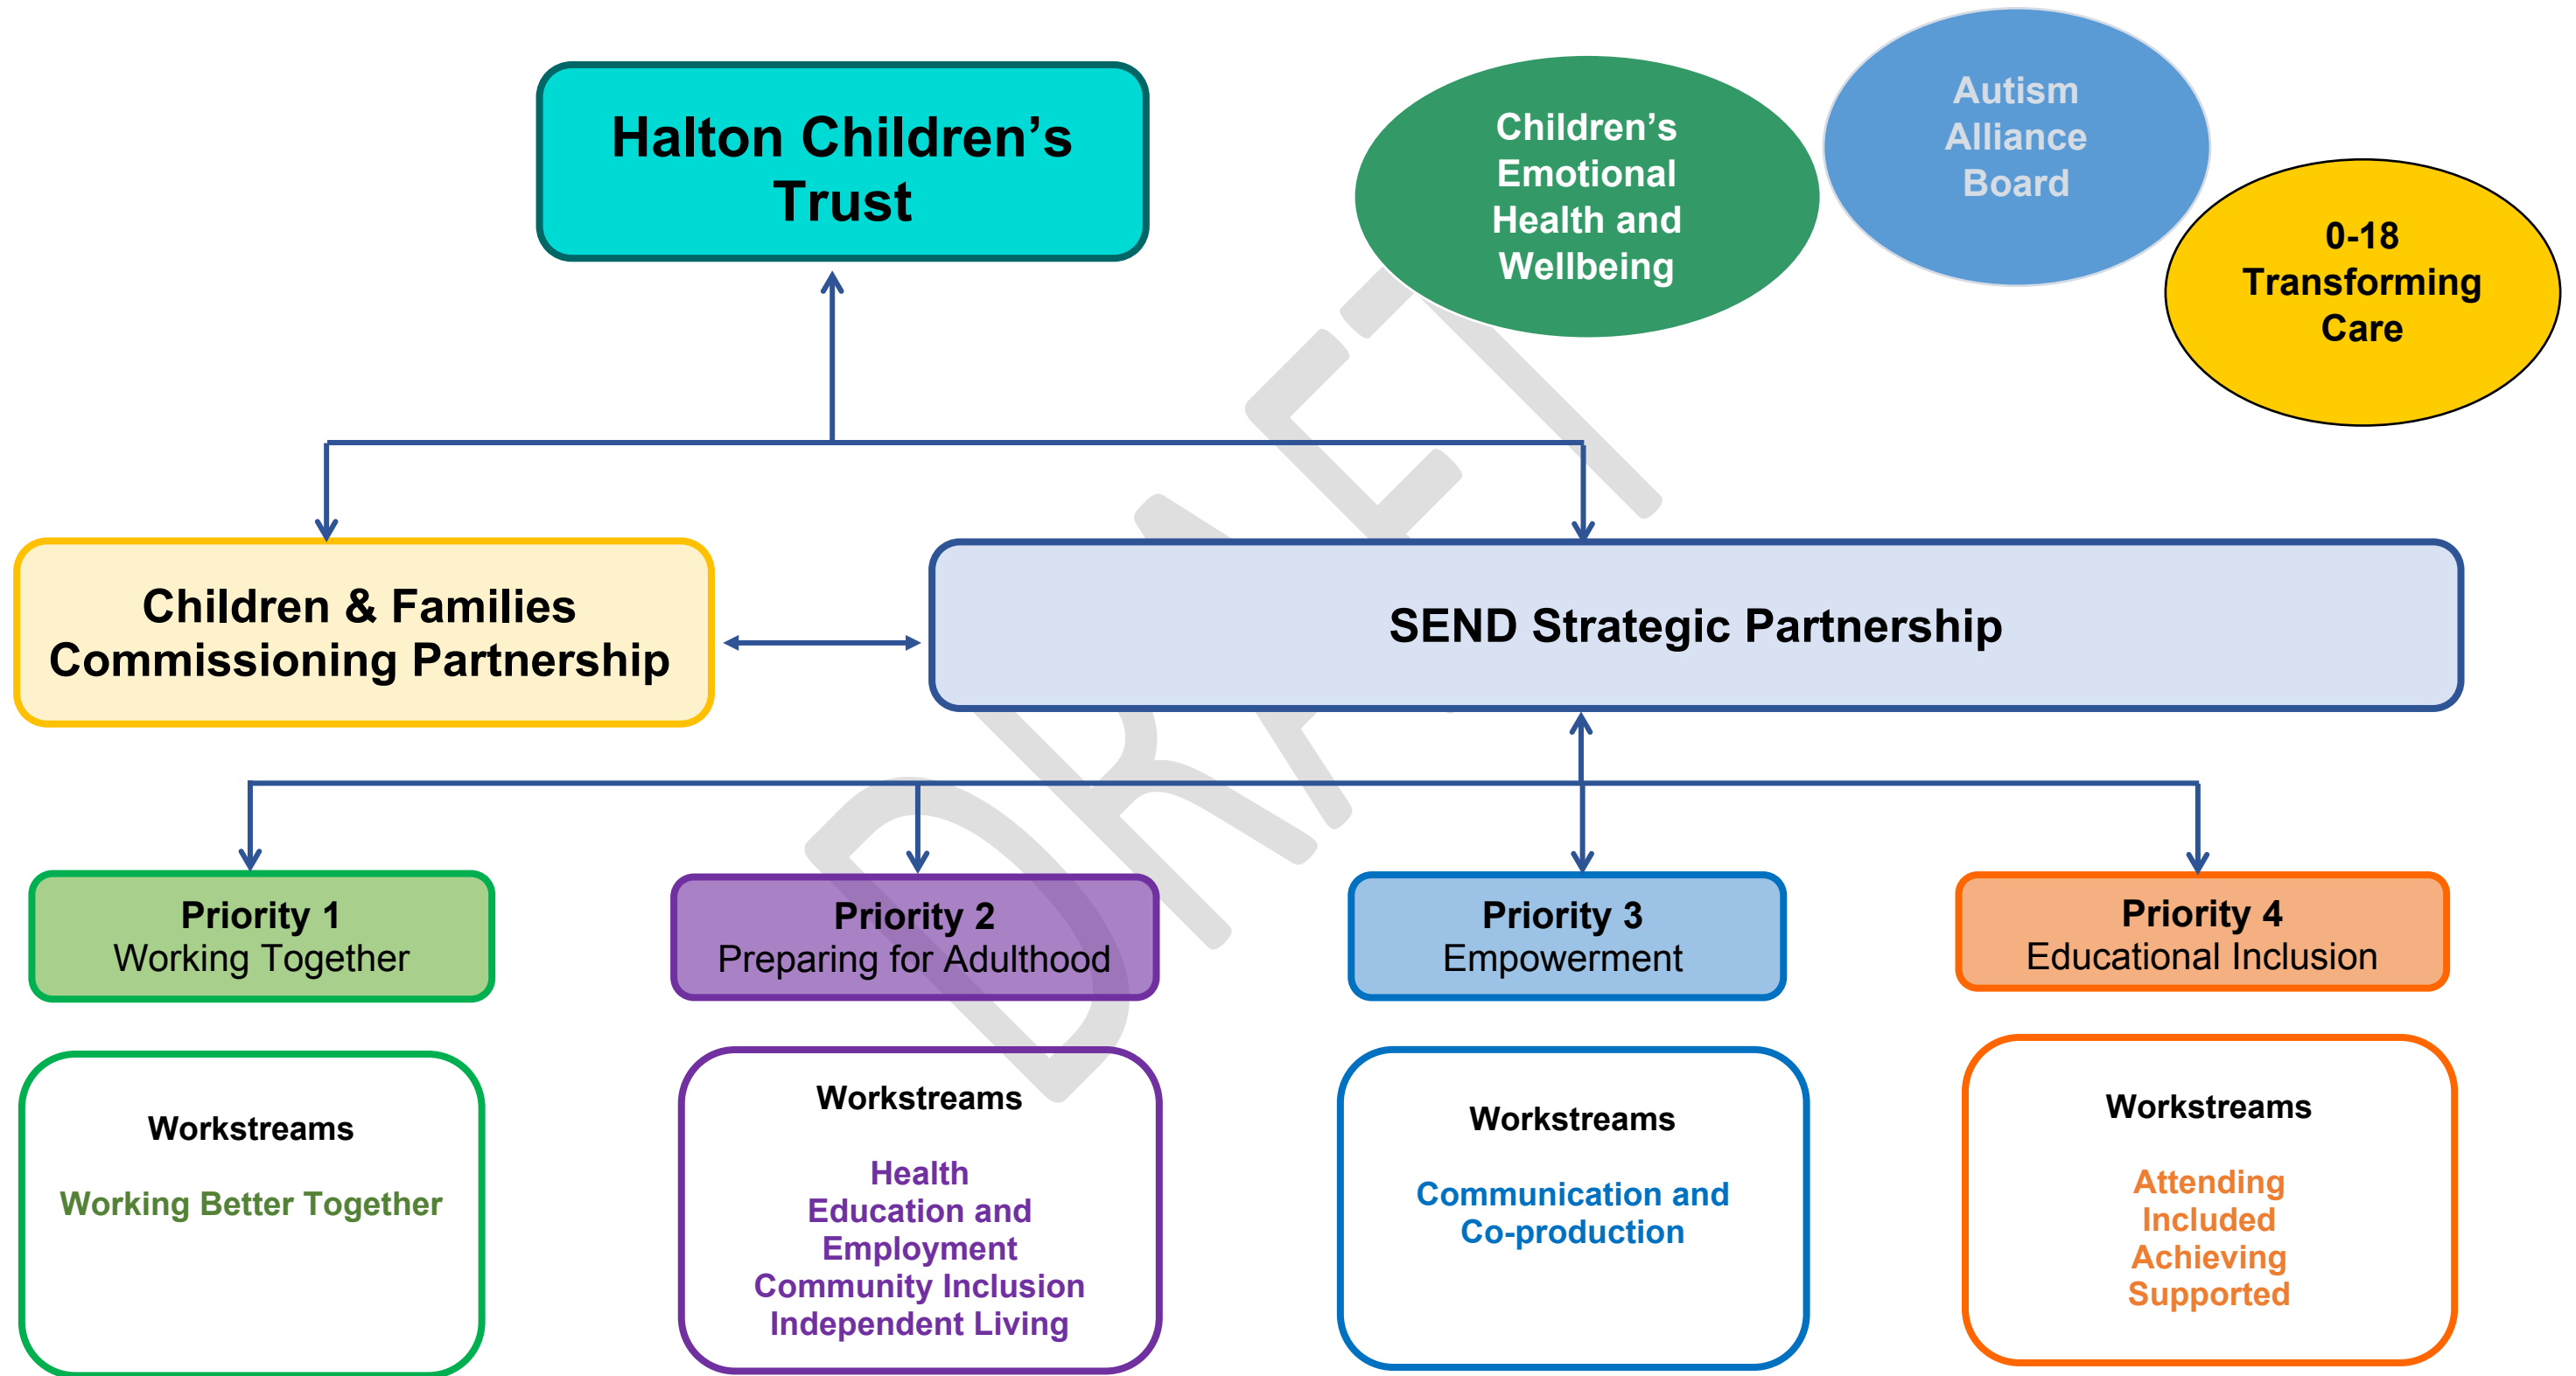 Halton Children’s
Trust
Children’s
Emotional
Health and
Wellbeing
Autism
Alliance
Board
0-18
Transforming
Care
Children & Families
Commissioning Partnership
SEND Strategic Partnership
DRAFT
Priority 1
Working Together
Priority 2
Preparing for Adulthood
Priority 3
Empowerment
Priority 4
Educational Inclusion
Workstreams
Working Better Together
Workstreams
Health
Education and
Employment
Community Inclusion
Independent Living
Workstreams
Communication and
Co-production
Workstreams
Attending
Included
Achieving
Supported